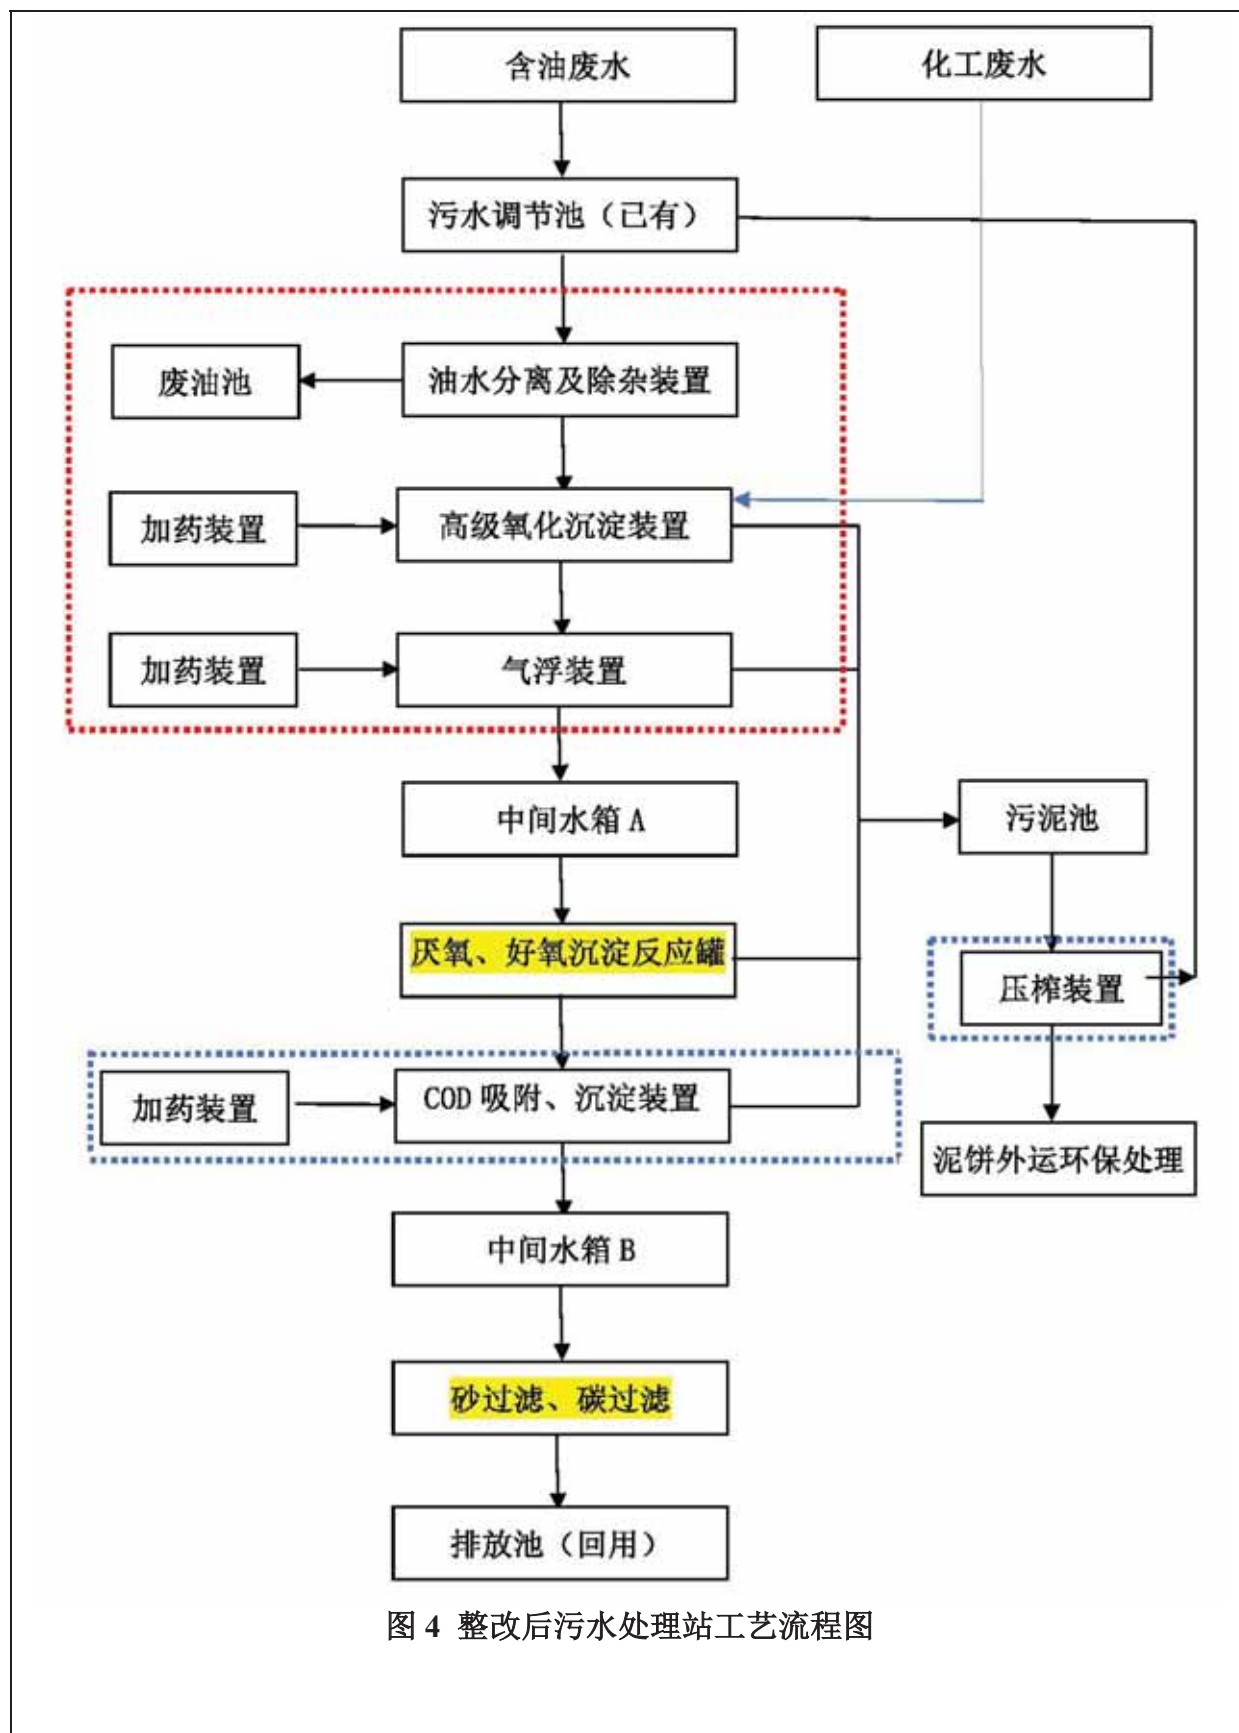 含油废水
化工废水
污水调节池（已有）
废油池
油水分离及除杂装置
加药装置
高级氧化沉淀装置
加药装置
气浮装置
中间水箱 A
污泥池
厌氧、好氧沉淀反应罐
压榨装置
加药装置
COD 吸附、沉淀装置
泥饼外运环保处理
中间水箱 B
砂过滤、碳过滤
排放池（回用）
图 4 整改后污水处理站工艺流程图